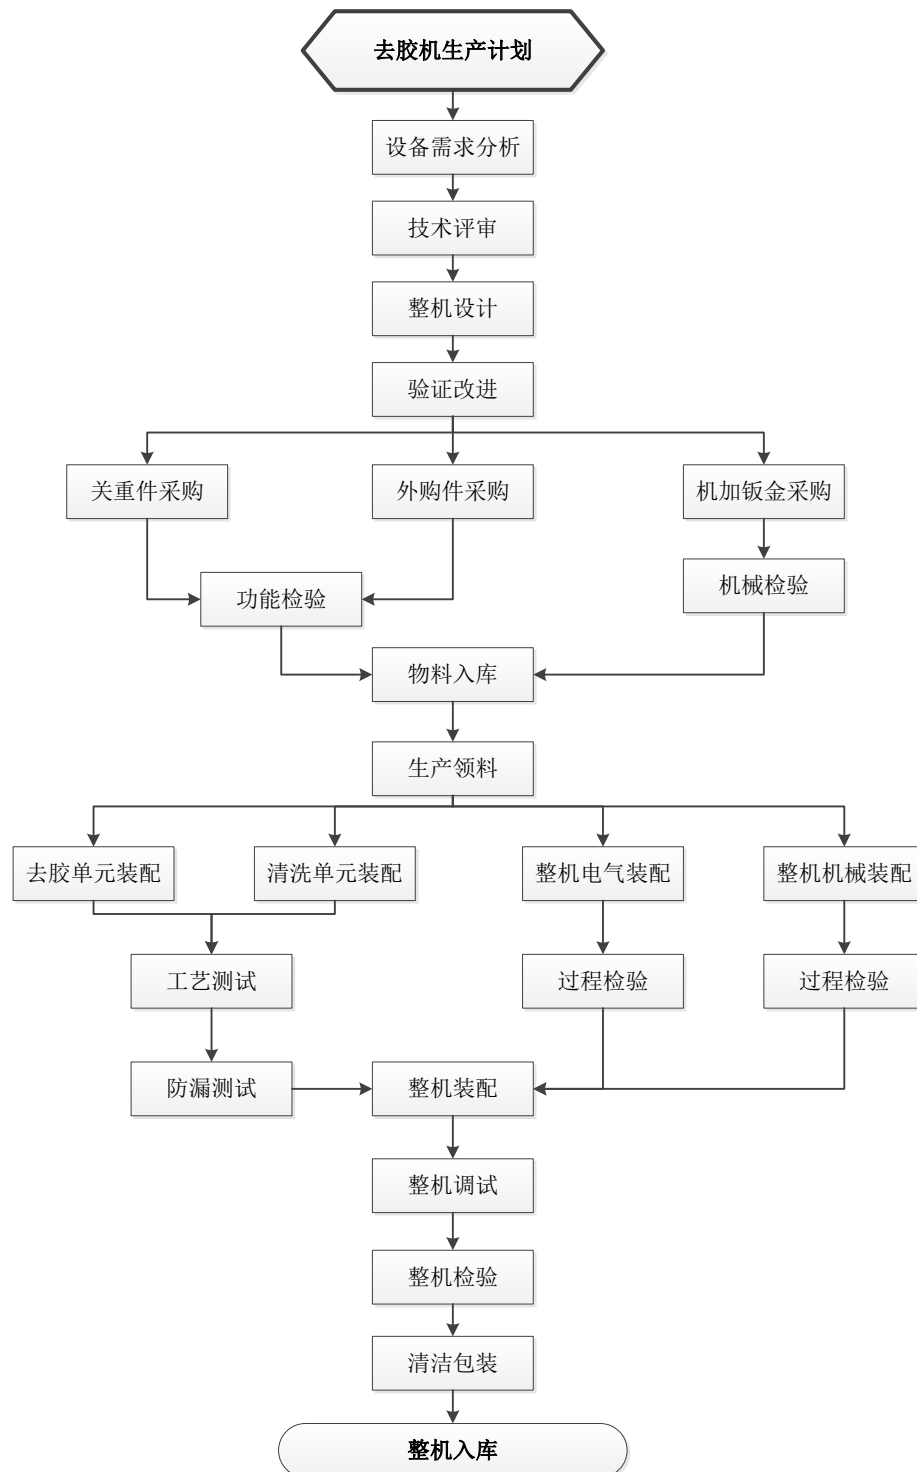 去胶机生产计划
设备需求分析
技术评审
整机设计
验证改进
关重件采购
外购件采购
机加钣金采购
功能检验
机械检验
物料入库
生产领料
去胶单元装配
清洗单元装配
整机电气装配
整机机械装配
工艺测试
过程检验
过程检验
防漏测试
整机装配
整机调试
整机检验
清洁包装
整机入库